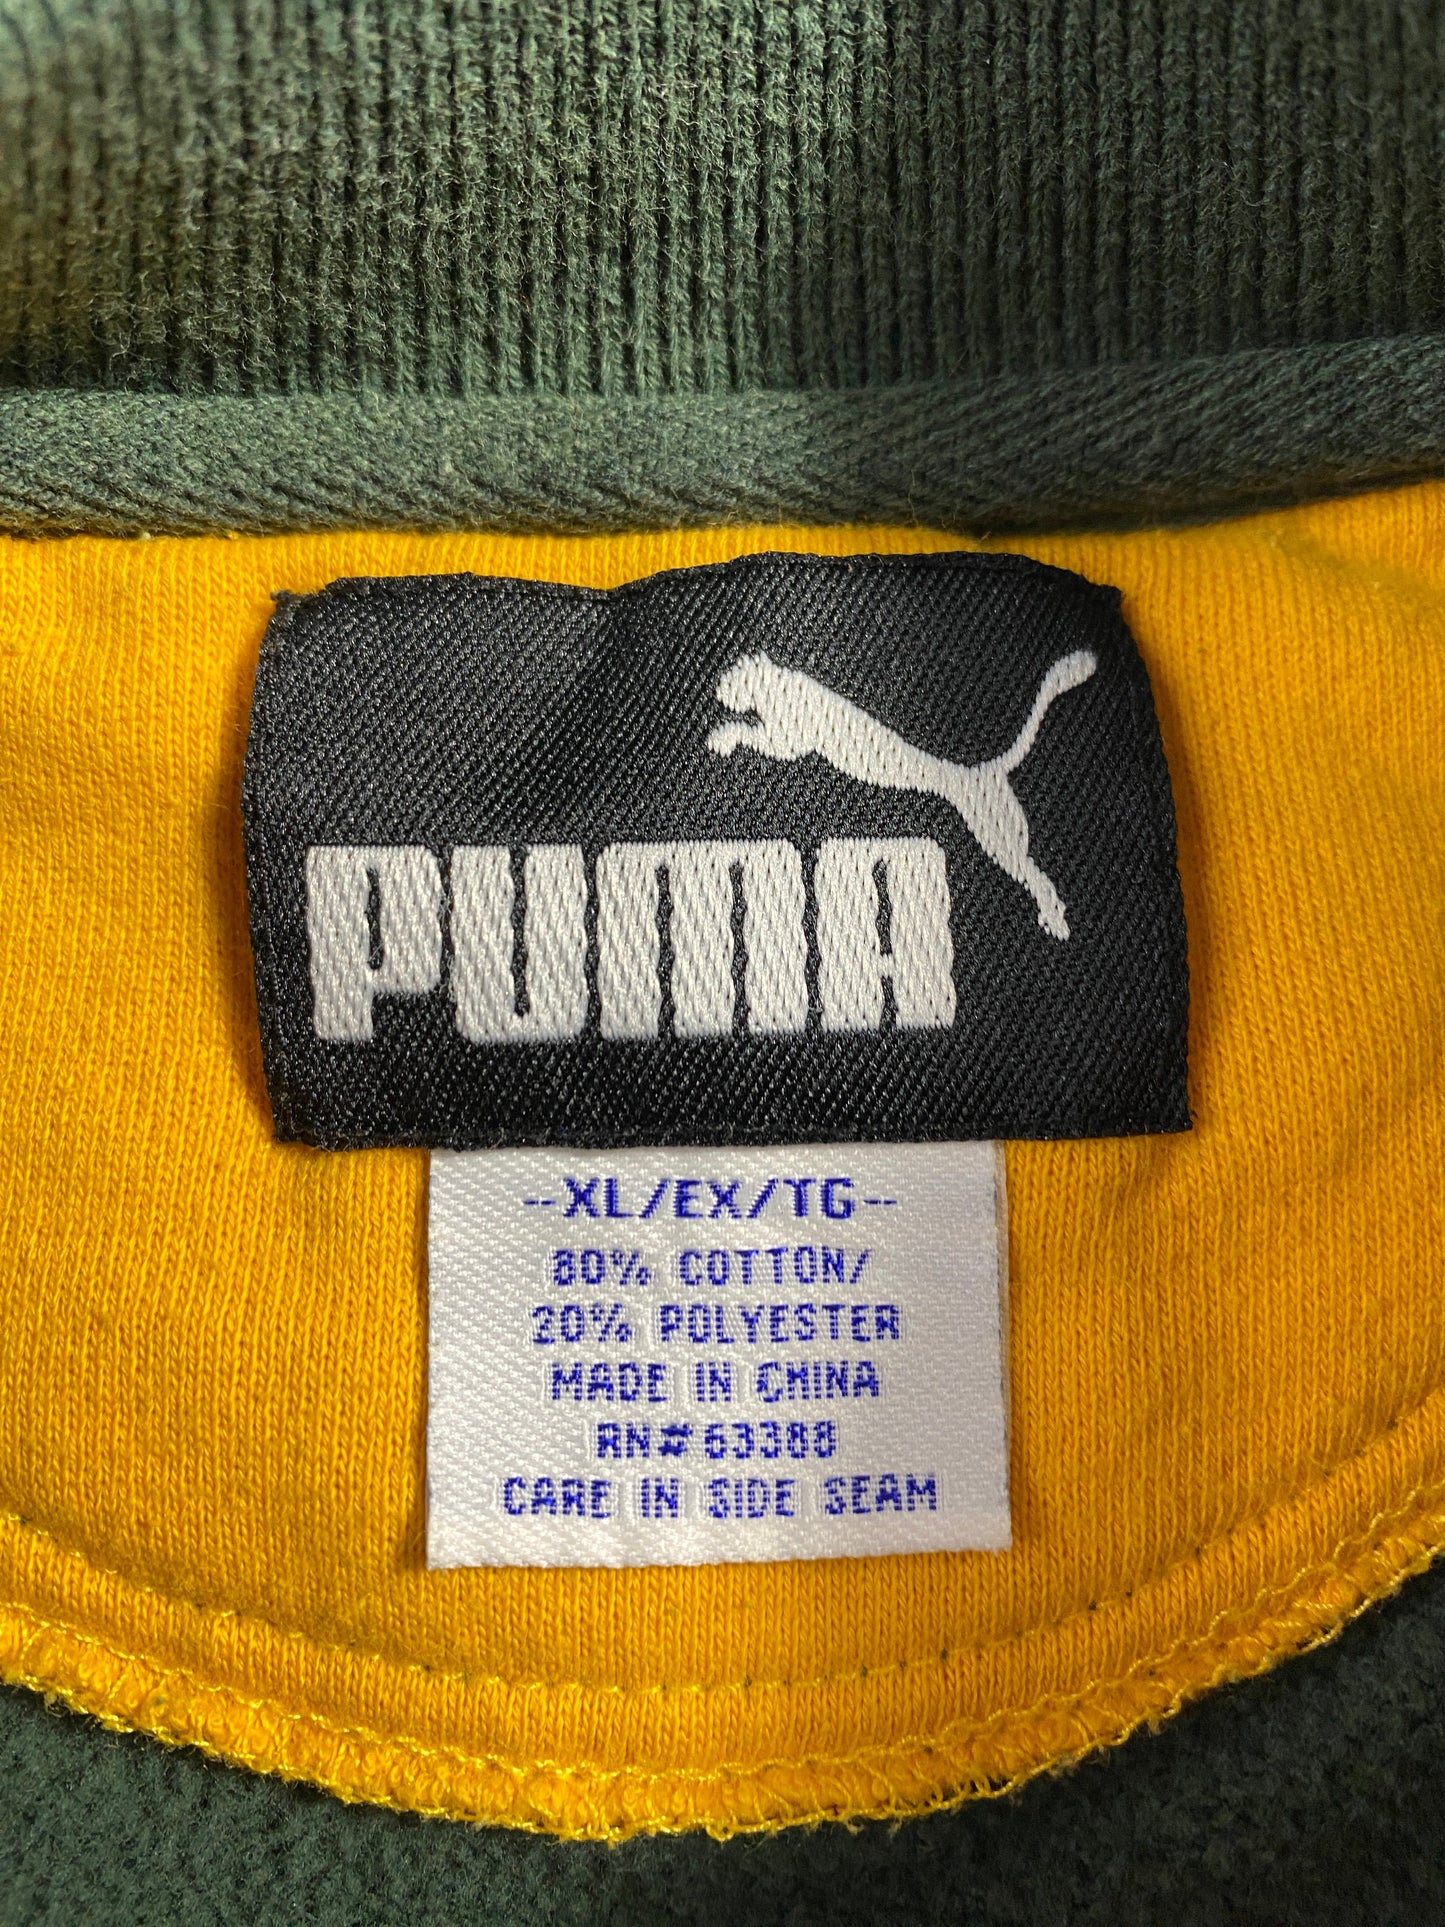 PUMA
--XL/EX/TG--
80% COTTON/
20% POLYESTER
MADE IN CHINA
RN#63388
CARE IN SIDE SEAM